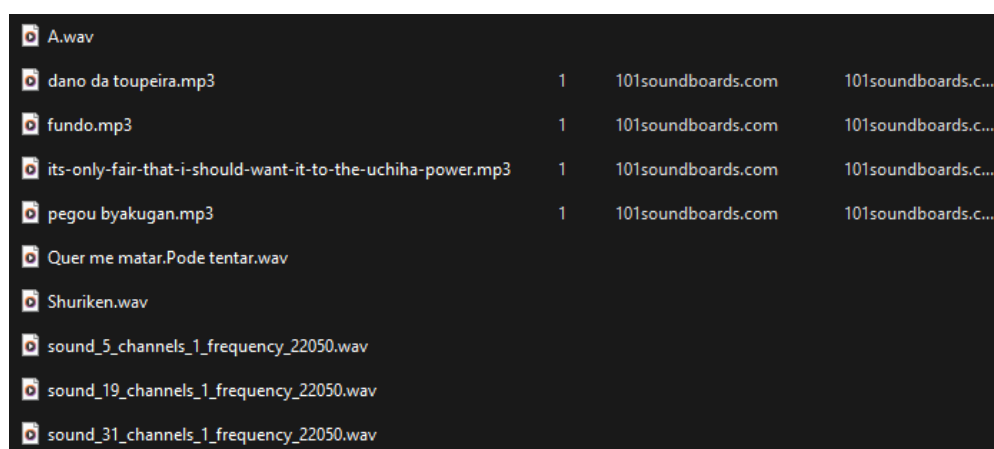 A.wav
dano da toupeira.mp3 1 101soundboards.com 101soundboards.c...
fundo.mp3 1 101soundboards.com 101soundboards.c...
its-only-fair-that-i-should-want-it-to-the-uchiha-power.mp3 1 101soundboards.com 101soundboards.c...
pegou byakugan.mp3 1 101soundboards.com 101soundboards.c...
Quer me matar.Pode tentar.wav
Shuriken.wav
sound_5_channels_1_frequency_22050.wav
sound_19_channels_1_frequency_22050.wav
sound_31_channels_1_frequency_22050.wav